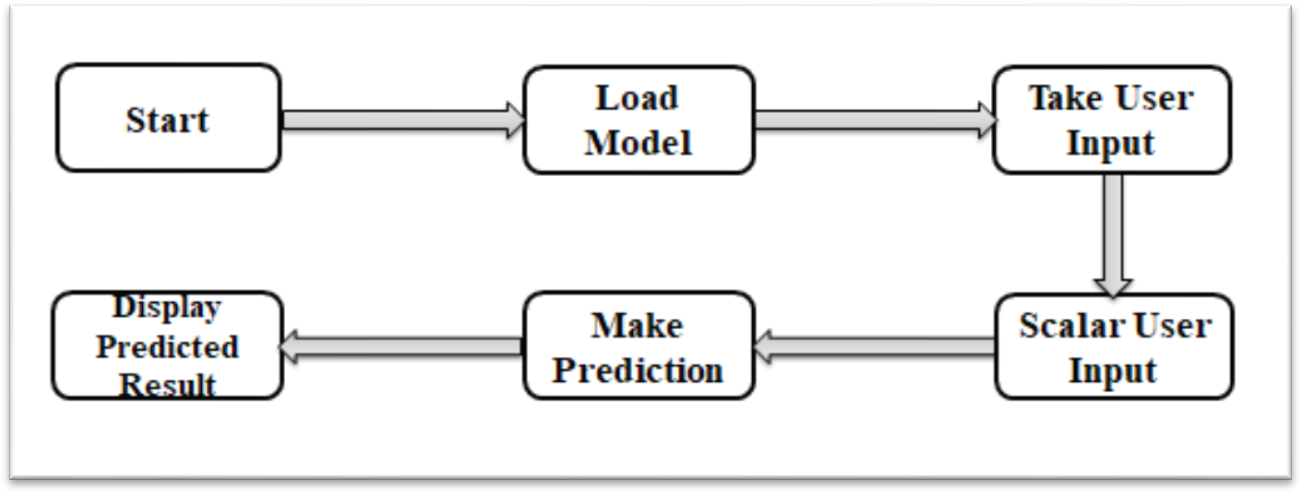 Start
Load
Model
Take User
Input
Scalar User
Input
Make
Prediction
Display
Predicted
Result